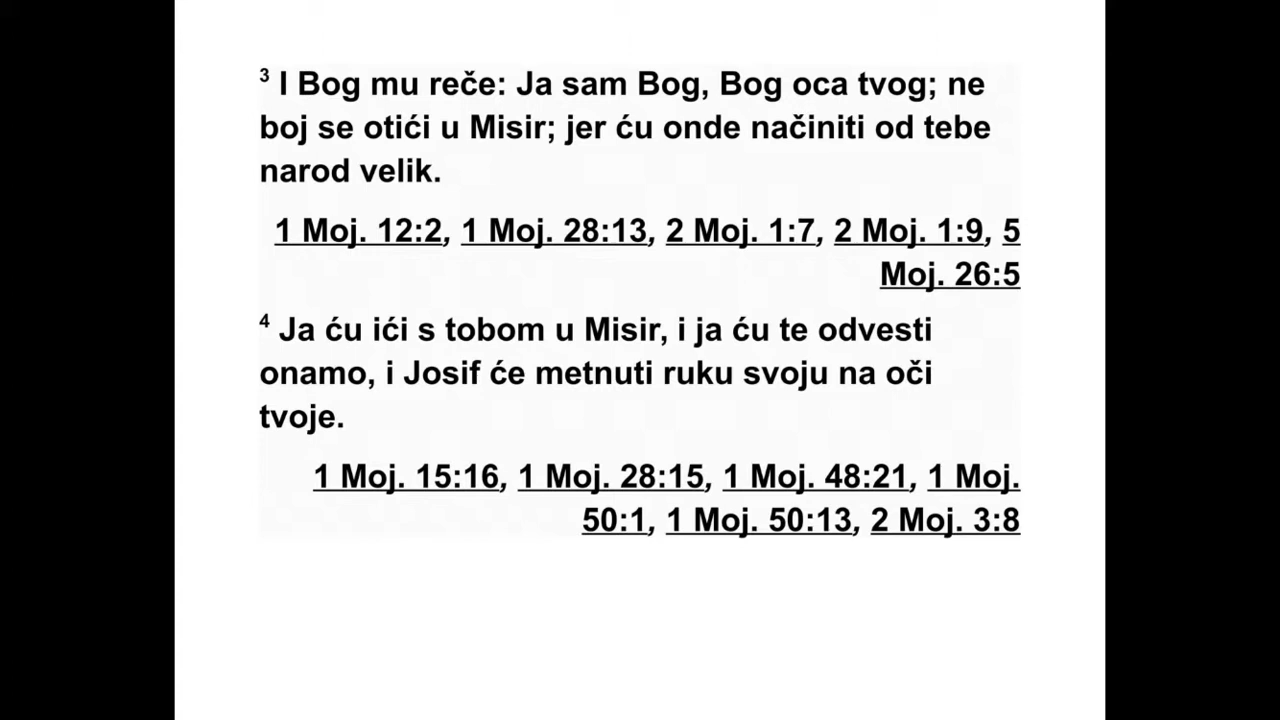 3 I Bog mu reče: Ja sam Bog, Bog oca tvog; ne
boj se otići u Misir; jer ću onde načiniti od tebe
narod velik.
1 Moj. 12:2, 1 Moj. 28:13, 2 Moj. 1:7, 2 Moj. 1:9, 5
Moj. 26:5
4 Ja ću ići s tobom u Misir, i ja ću te odvesti
onamo, i Josif će metnuti ruku svoju na oči
tvoje.
1 Moj. 15:16, 1 Moj. 28:15, 1 Moj. 48:21, 1 Moj.
50:1, 1 Moj. 50:13, 2 Moj. 3:8